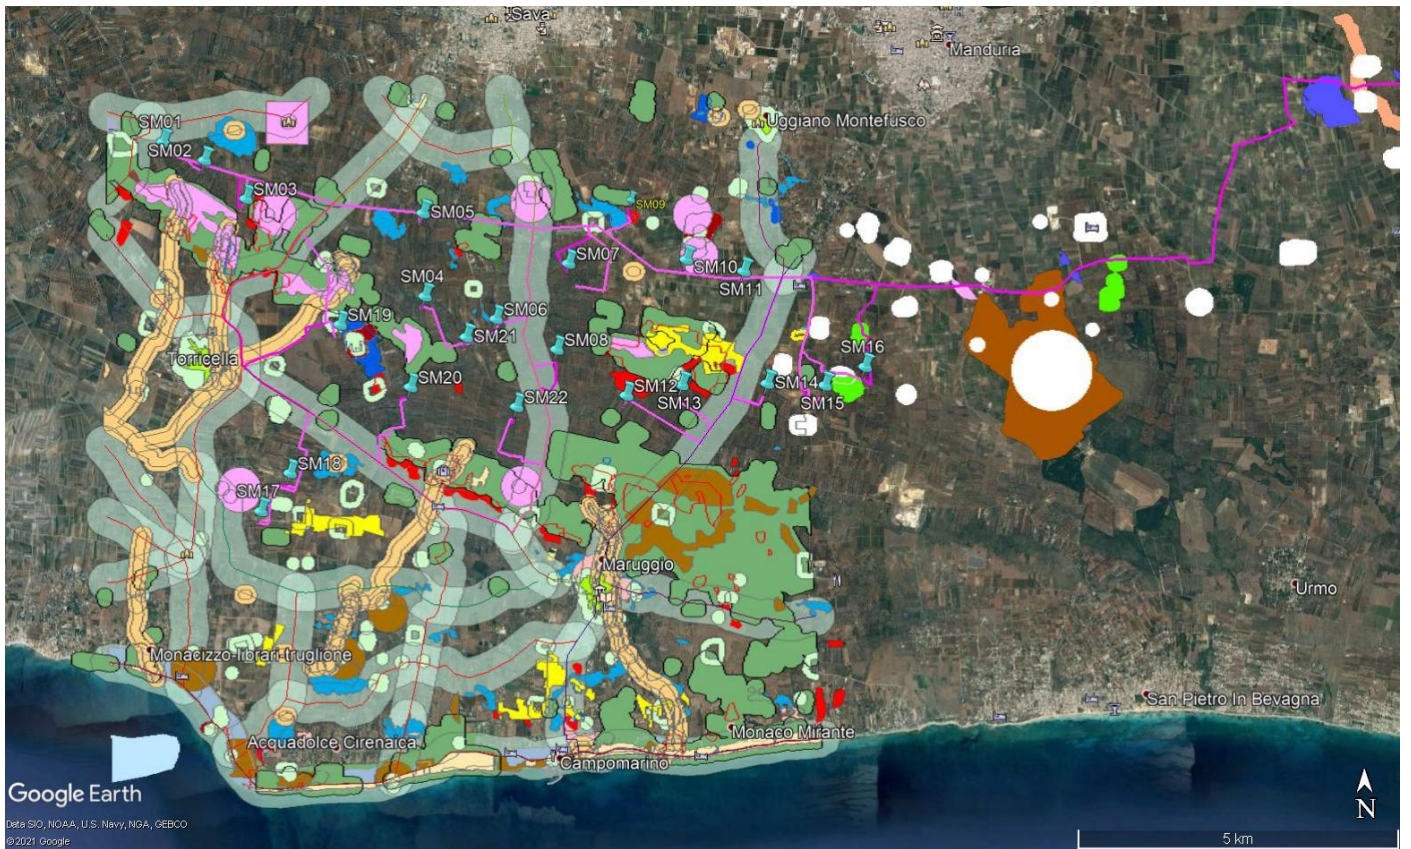 Sava
Manduria
SM01
Uggiano Montefusco
SM02
SM03
SM05
SM09
SM07
SM10
SM04
SM11
SM06
SM19
SM21
SM08
SM16
Torricella
SM20
SM12
SM14
SM22
SM13
SM15
SM18
SM17
Maruggio
Urmo
Monacizzo-librari-truglione
San Pietro In Bevagna
Acquadolce Cirenaica
Monaco Mirante
Campomarino
Google Earth
N
Data SIO, NOAA, U.S. Navy, NGA, GEBCO
©2021 Google
5 km